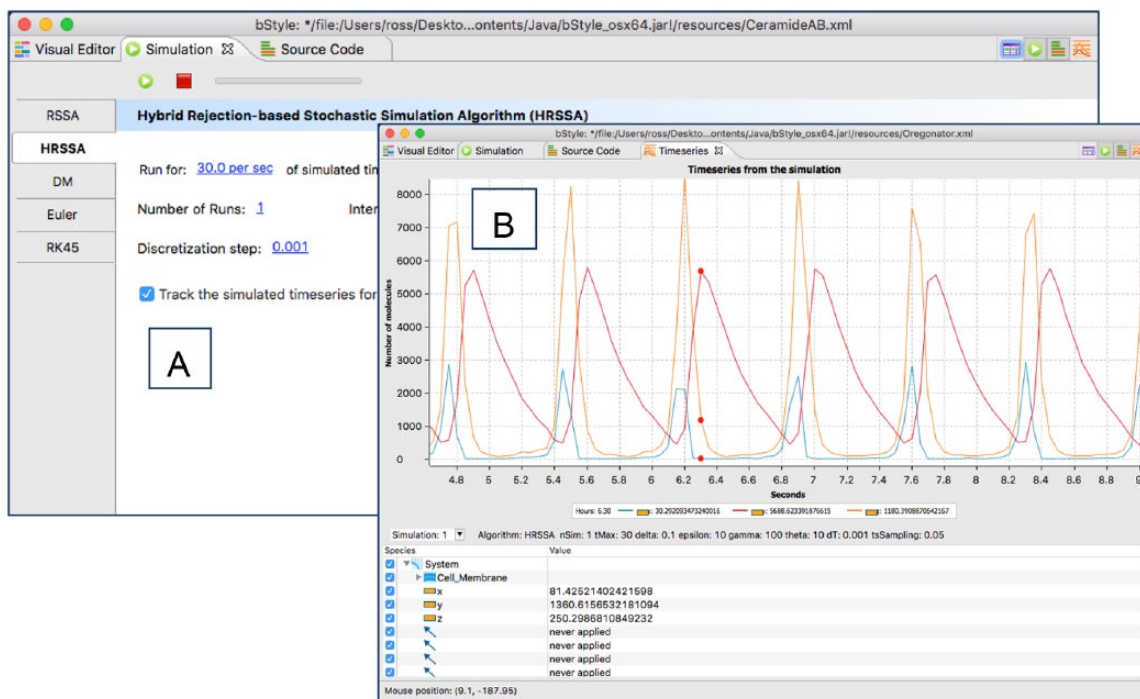 bStyle: */file:/Users/ross/Deskto...ontents/Java/bStyle_osx64.jar!/resources/CeramideAB.xml
Visual Editor Simulation Source Code
RSSA
HRSSA
DM
Euler
RK45
Hybrid Rejection-based Stochastic Simulation Algorithm (HRSSA)
Run for: 30.0 per sec of simulated tim
Number of Runs: 1 Inter
Discretization step: 0.001
Track the simulated timeseries for
A
bStyle: */file:/Users/ross/Deskto...ontents/Java/bStyle_osx64.jar!/resources/Oregonator.xml
Visual Editor Simulation Source Code Timeseries
Timeseries from the simulation
B
Number of molecules
8000
7000
6000
5000
4000
3000
2000
1000
0
4.8 5 5.2 5.4 5.6 5.8 6 6.2 6.4 6.6 6.8 7 7.2 7.4 7.6 7.8 8 8.2 8.4 8.6 8.8 9
Seconds
Hours: 6.30 x: 30.292093473240016 y: 5688.623391876615 z: 1180.3908870542167
Simulation: 1 Algorithm: HRSSA nSim: 1 tMax: 30 delta: 0.1 epsilon: 10 gamma: 100 theta: 10 dT: 0.001 tsSampling: 0.05
Species Value
System
Cell_Membrane
x 81.42521402421598
y 1360.6156532181094
z 250.2986810849232
never applied
never applied
never applied
never applied
Mouse position: (9.1, -187.95)